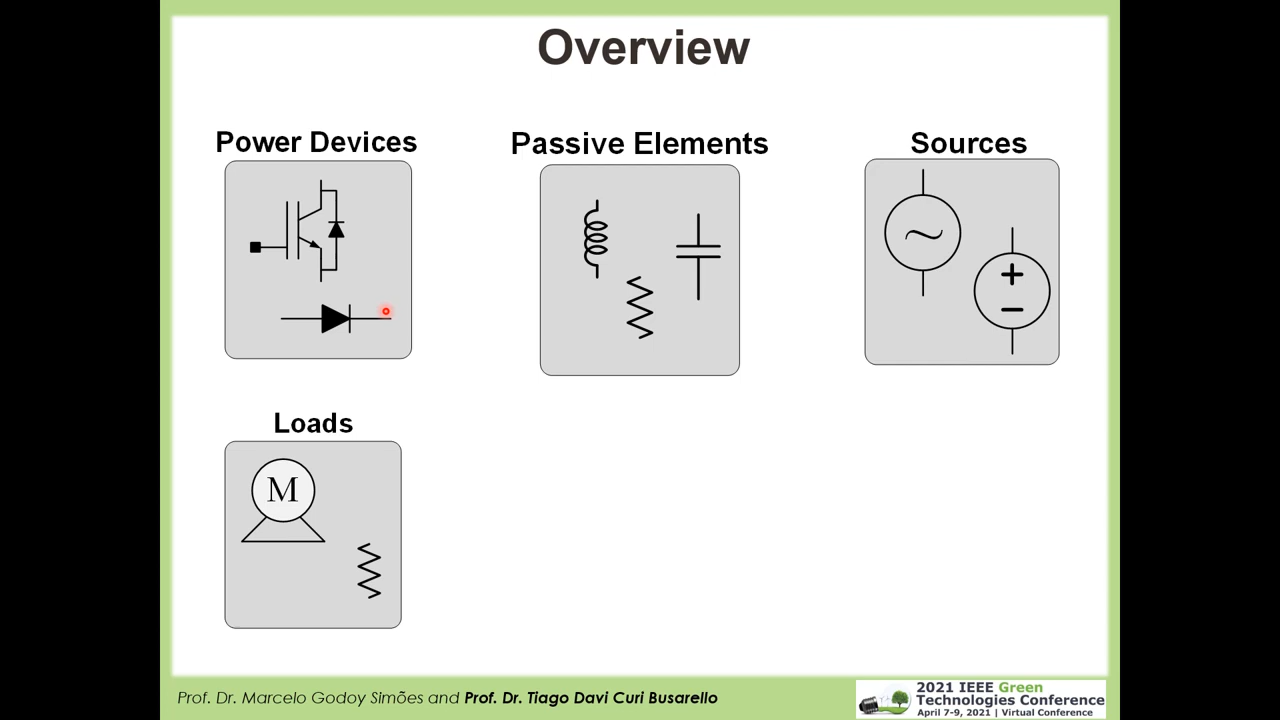 Overview
Power Devices
Passive Elements
Sources
Loads
M
Prof. Dr. Marcelo Godoy Simões and Prof. Dr. Tiago Davi Curi Busarello
2021 IEEE Green
Technologies Conference
April 7-9, 2021 | Virtual Conference